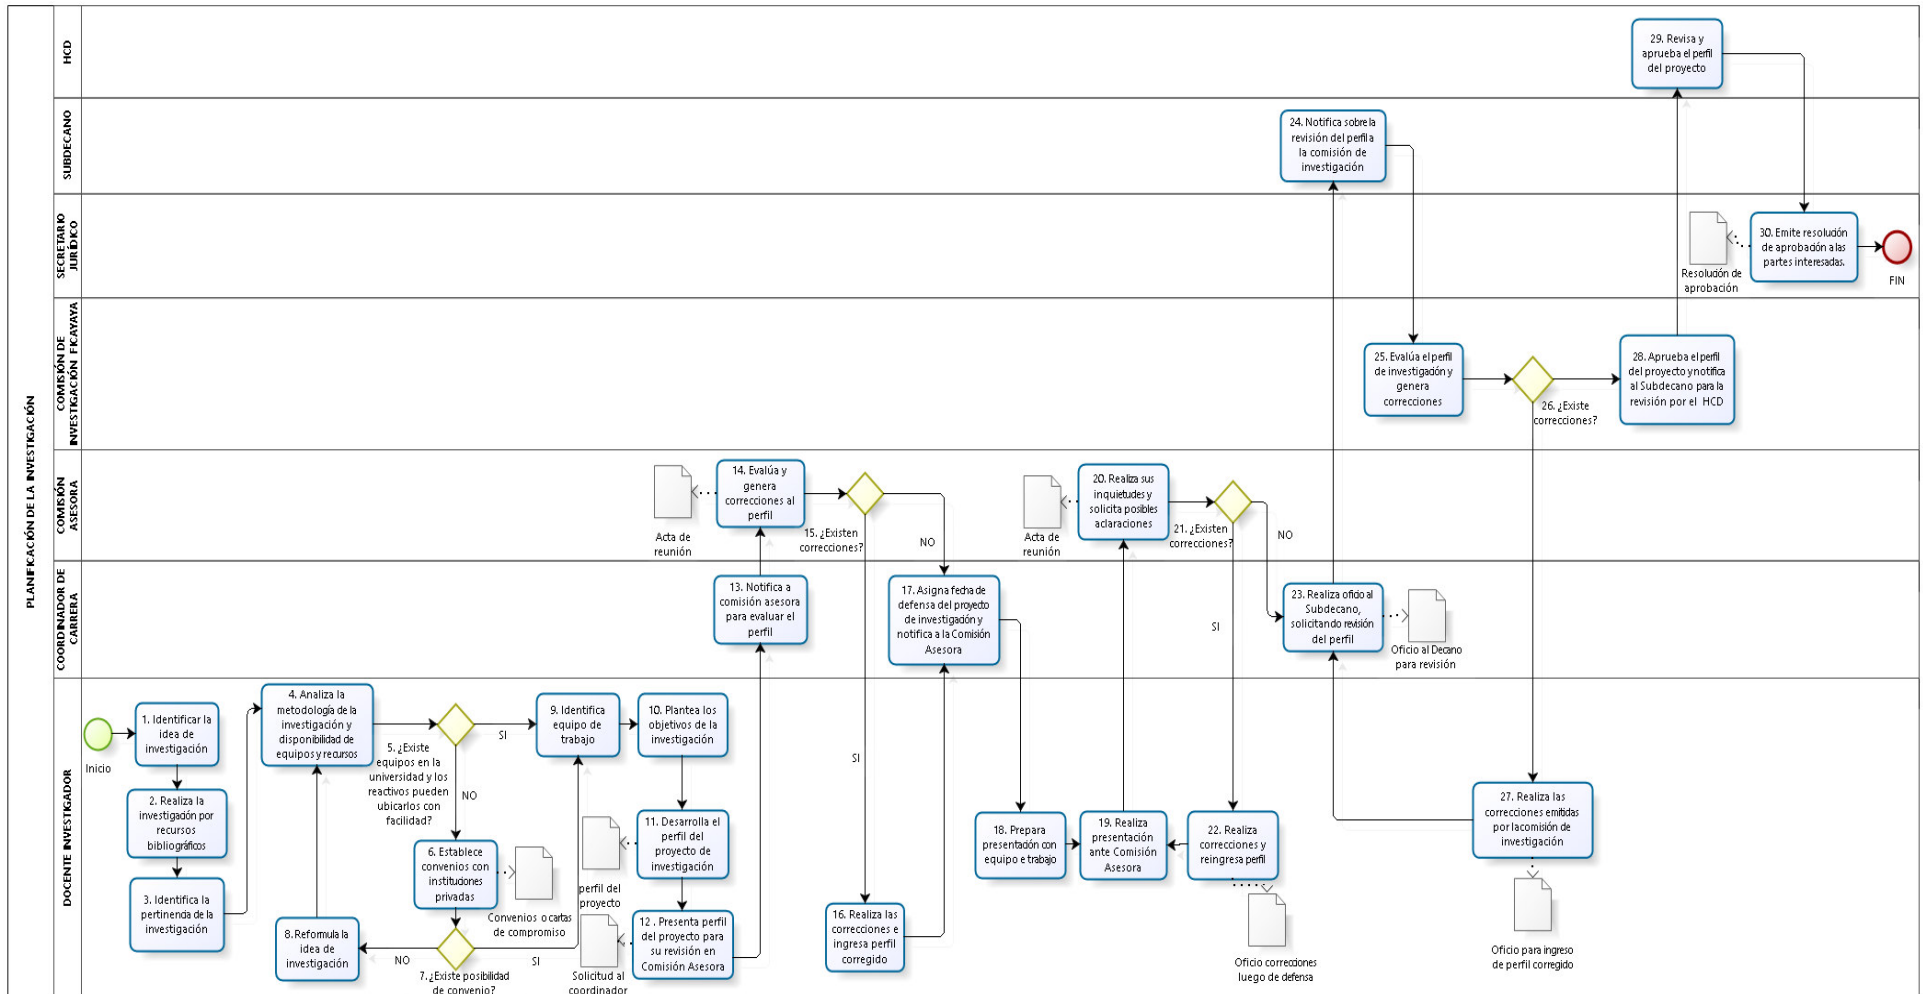 PLANIFICACIÓN DE LA INVESTIGACIÓN
HCD
29. Revisa y
aprueba el perfil
del proyecto
SUBDECANO
24. Notifica sobre la
revisión del perfil a
la comisión de
investigación
SECRETARIO
JURÍDICO
Resolución de
aprobación
30. Emite resolución
de aprobación a las
partes interesadas.
FIN
COMISIÓN DE
INVESTIGACIÓN FICAYAYA
25. Evalúa el perfil
de investigación y
genera
correcciones
26. ¿Existe
correcciones?
28. Aprueba el perfil
del proyecto y notifica
al Subdecano para la
revisión por el HCD
COMISIÓN
ASESORA
Acta de
reunión
14. Evalúa y
genera
correcciones al
perfil
15. ¿Existen
correcciones?
NO
SI
Acta de
reunión
20. Realiza sus
inquietudes y
solicita posibles
aclaraciones
21. ¿Existen
correcciones?
NO
SI
COORDINADOR DE
CARRERA
13. Notifica a
comisión asesora
para evaluar el
perfil
17. Asigna fecha de
defensa del proyecto
de investigación y
notifica a la Comisión
Asesora
23. Realiza oficio al
Subdecano,
solicitando revisión
del perfil
Oficio al Decano
para revisión
DOCENTE INVESTIGADOR
Inicio
1. Identificar la
idea de
investigación
2. Realiza la
investigación por
recursos
bibliográficos
3. Identifica la
pertinencia de la
investigación
4. Analiza la
metodología de la
investigación y
disponibilidad de
equipos y recursos
5. ¿Existe
equipos en la
universidad y los
reactivos pueden
ubicarlos con
facilidad?
SI
NO
6. Establece
convenios con
instituciones
privadas
Convenios o cartas
de compromiso
7. ¿Existe posibilidad
de convenio?
NO
SI
8. Reformula la
idea de
investigación
9. Identifica
equipo de
trabajo
10. Plantea los
objetivos de la
investigación
11. Desarrolla el
perfil del
proyecto de
investigación
perfil del
proyecto
12 . Presenta perfil
del proyecto para
su revisión en
Comisión Asesora
Solicitud al
coordinador
16. Realiza las
correcciones e
ingresa perfil
corregido
18. Prepara
presentación con
equipo e trabajo
19. Realiza
presentación
ante Comisión
Asesora
22. Realiza
correcciones y
reingresa perfil
Oficio correcciones
luego de defensa
27. Realiza las
correcciones emitidas
por lacomisión de
investigación
Oficio para ingreso
de perfil corregido